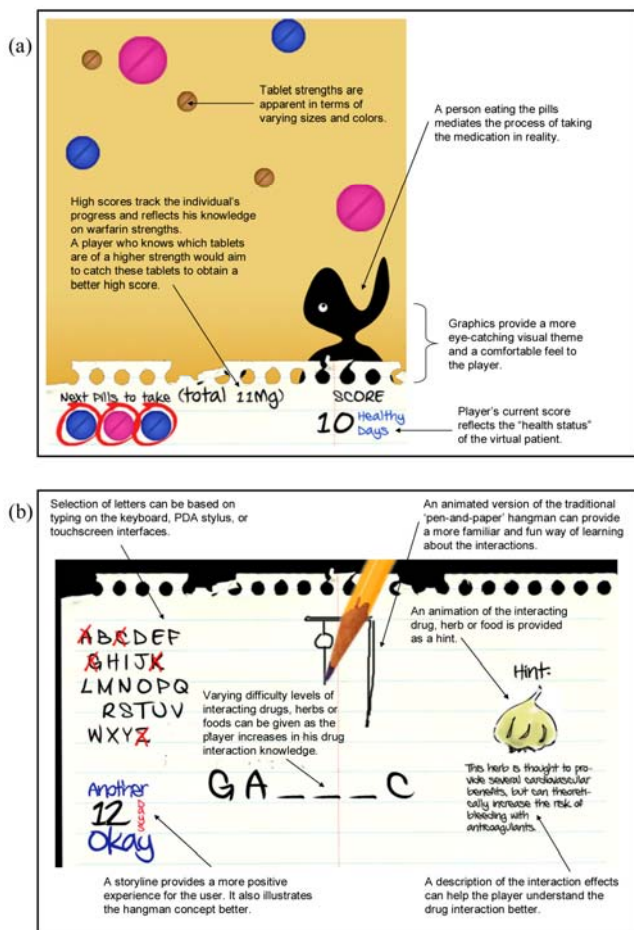 (a)
Tablet strengths are
apparent in terms of
varying sizes and colors.
A person eating the pills
mediates the process of taking
the medication in reality.
High scores track the individual's
progress and reflects his knowledge
on warfarin strengths.
A player who knows which tablets
are of a higher strength would aim
to catch these tablets to obtain a
better high score.
Graphics provide a more
eye-catching visual theme
and a comfortable feel to
the player.
Next Pills to take (total 11Mg)
SCORE
10 Healthy
Days
Player's current score
reflects the "health status"
of the virtual patient.
(b)
Selection of letters can be based on
typing on the keyboard, PDA stylus, or
touchscreen interfaces.
An animated version of the traditional
'pen-and-paper' hangman can provide
a more familiar and fun way of learning
about the interactions.
An animation of the interacting
drug, herb or food is provided
as a hint.
ABCDEF
GHIJK
LMNOPQ
RSTUV
WXYZ
Varying difficulty levels of
interacting drugs, herbs or
foods can be given as the
player increases in his drug
interaction knowledge.
Hint:
GA___C
This herb is thought to pro-
vide several cardiovascular
benefits, but can theoreti-
cally increase the risk of
bleeding with
anticoagulants.
Another
12
Okay
A storyline provides a more positive
experience for the user. It also illustrates
the hangman concept better.
A description of the interaction effects
can help the player understand the
drug interaction better.